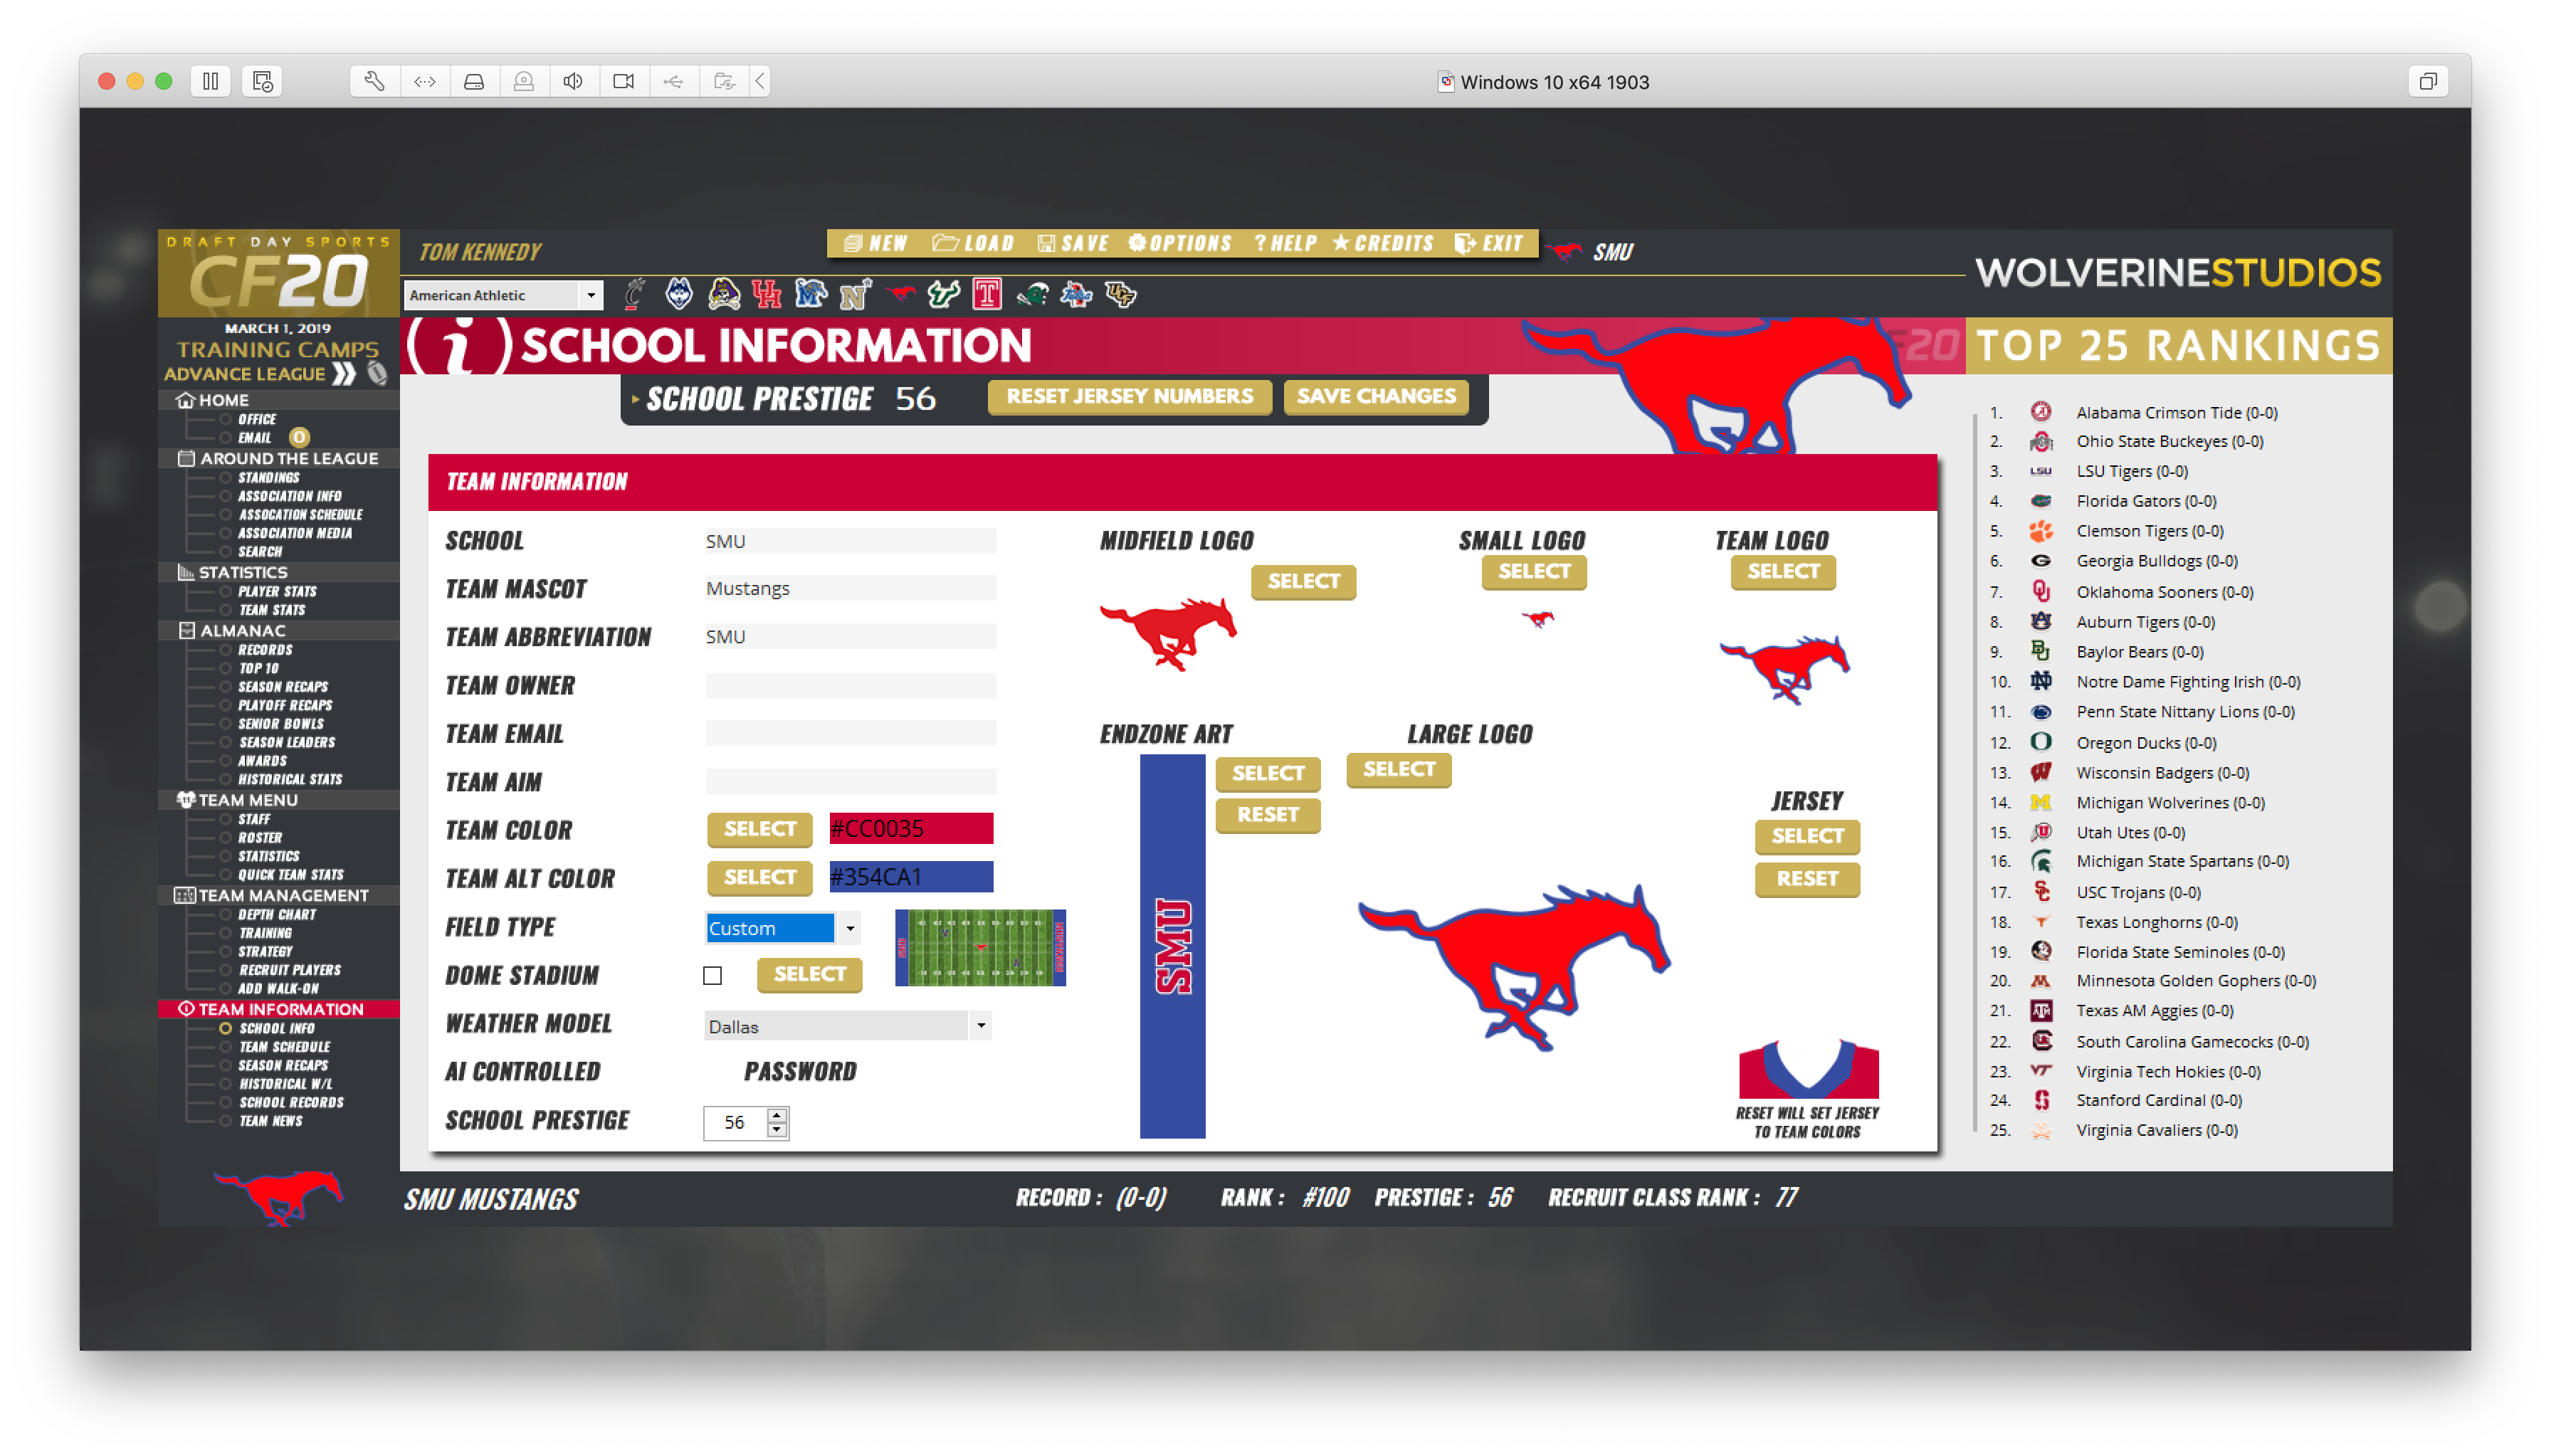 Windows 10 x64 1903
DRAFT DAY SPORTS
CF20
TOM KENNEDY
NEW LOAD SAVE OPTIONS ? HELP CREDITS EXIT
SMU
WOLVERINESTUDIOS
American Athletic
MARCH 1, 2019
TRAINING CAMPS
ADVANCE LEAGUE
SCHOOL INFORMATION
CF20
TOP 25 RANKINGS
SCHOOL PRESTIGE 56
RESET JERSEY NUMBERS
SAVE CHANGES
HOME
OFFICE
EMAIL 0
AROUND THE LEAGUE
STANDINGS
ASSOCIATION INFO
ASSOCATION SCHEDULE
ASSOCIATION MEDIA
SEARCH
STATISTICS
PLAYER STATS
TEAM STATS
ALMANAC
RECORDS
TOP 10
SEASON RECAPS
PLAYOFF RECAPS
SENIOR BOWLS
SEASON LEADERS
AWARDS
HISTORICAL STATS
TEAM MENU
STAFF
ROSTER
STATISTICS
QUICK TEAM STATS
TEAM MANAGEMENT
DEPTH CHART
TRAINING
STRATEGY
RECRUIT PLAYERS
ADD WALK-ON
TEAM INFORMATION
SCHOOL INFO
TEAM SCHEDULE
SEASON RECAPS
HISTORICAL W/L
SCHOOL RECORDS
TEAM NEWS
TEAM INFORMATION
SCHOOL SMU
TEAM MASCOT Mustangs
TEAM ABBREVIATION SMU
TEAM OWNER
TEAM EMAIL
TEAM AIM
TEAM COLOR SELECT #CC0035
TEAM ALT COLOR SELECT #354CA1
FIELD TYPE Custom
DOME STADIUM SELECT
WEATHER MODEL Dallas
AI CONTROLLED PASSWORD
SCHOOL PRESTIGE 56
MIDFIELD LOGO
SELECT
SMALL LOGO
SELECT
TEAM LOGO
SELECT
ENDZONE ART
SELECT
RESET
SMU
LARGE LOGO
SELECT
JERSEY
SELECT
RESET
RESET WILL SET JERSEY
TO TEAM COLORS
1. Alabama Crimson Tide (0-0)
2. Ohio State Buckeyes (0-0)
3. LSU LSU Tigers (0-0)
4. Florida Gators (0-0)
5. Clemson Tigers (0-0)
6. Georgia Bulldogs (0-0)
7. Oklahoma Sooners (0-0)
8. Auburn Tigers (0-0)
9. Baylor Bears (0-0)
10. Notre Dame Fighting Irish (0-0)
11. Penn State Nittany Lions (0-0)
12. Oregon Ducks (0-0)
13. Wisconsin Badgers (0-0)
14. Michigan Wolverines (0-0)
15. Utah Utes (0-0)
16. Michigan State Spartans (0-0)
17. USC Trojans (0-0)
18. Texas Longhorns (0-0)
19. Florida State Seminoles (0-0)
20. Minnesota Golden Gophers (0-0)
21. Texas AM Aggies (0-0)
22. South Carolina Gamecocks (0-0)
23. Virginia Tech Hokies (0-0)
24. Stanford Cardinal (0-0)
25. Virginia Cavaliers (0-0)
SMU MUSTANGS
RECORD : (0-0) RANK : #100 PRESTIGE : 56 RECRUIT CLASS RANK : 77